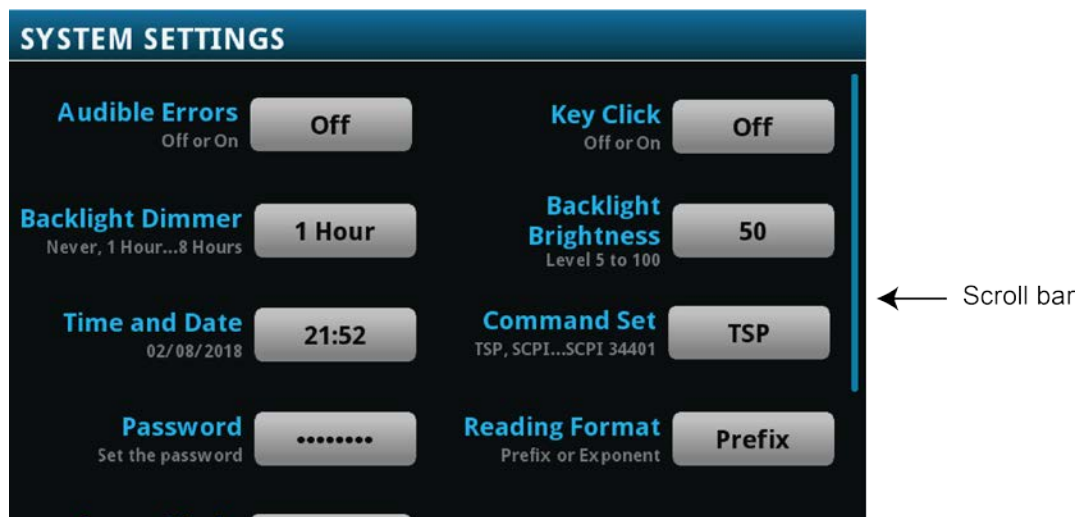 SYSTEM SETTINGS
Audible Errors
Off or On
Off
Key Click
Off or On
Off
Backlight Dimmer
Never, 1 Hour...8 Hours
1 Hour
Backlight
Brightness
Level 5 to 100
50
Time and Date
02/08/2018
21:52
Command Set
TSP, SCPI...SCPI 34401
TSP
Password
Set the password
••••••••
Reading Format
Prefix or Exponent
Prefix
Scroll bar